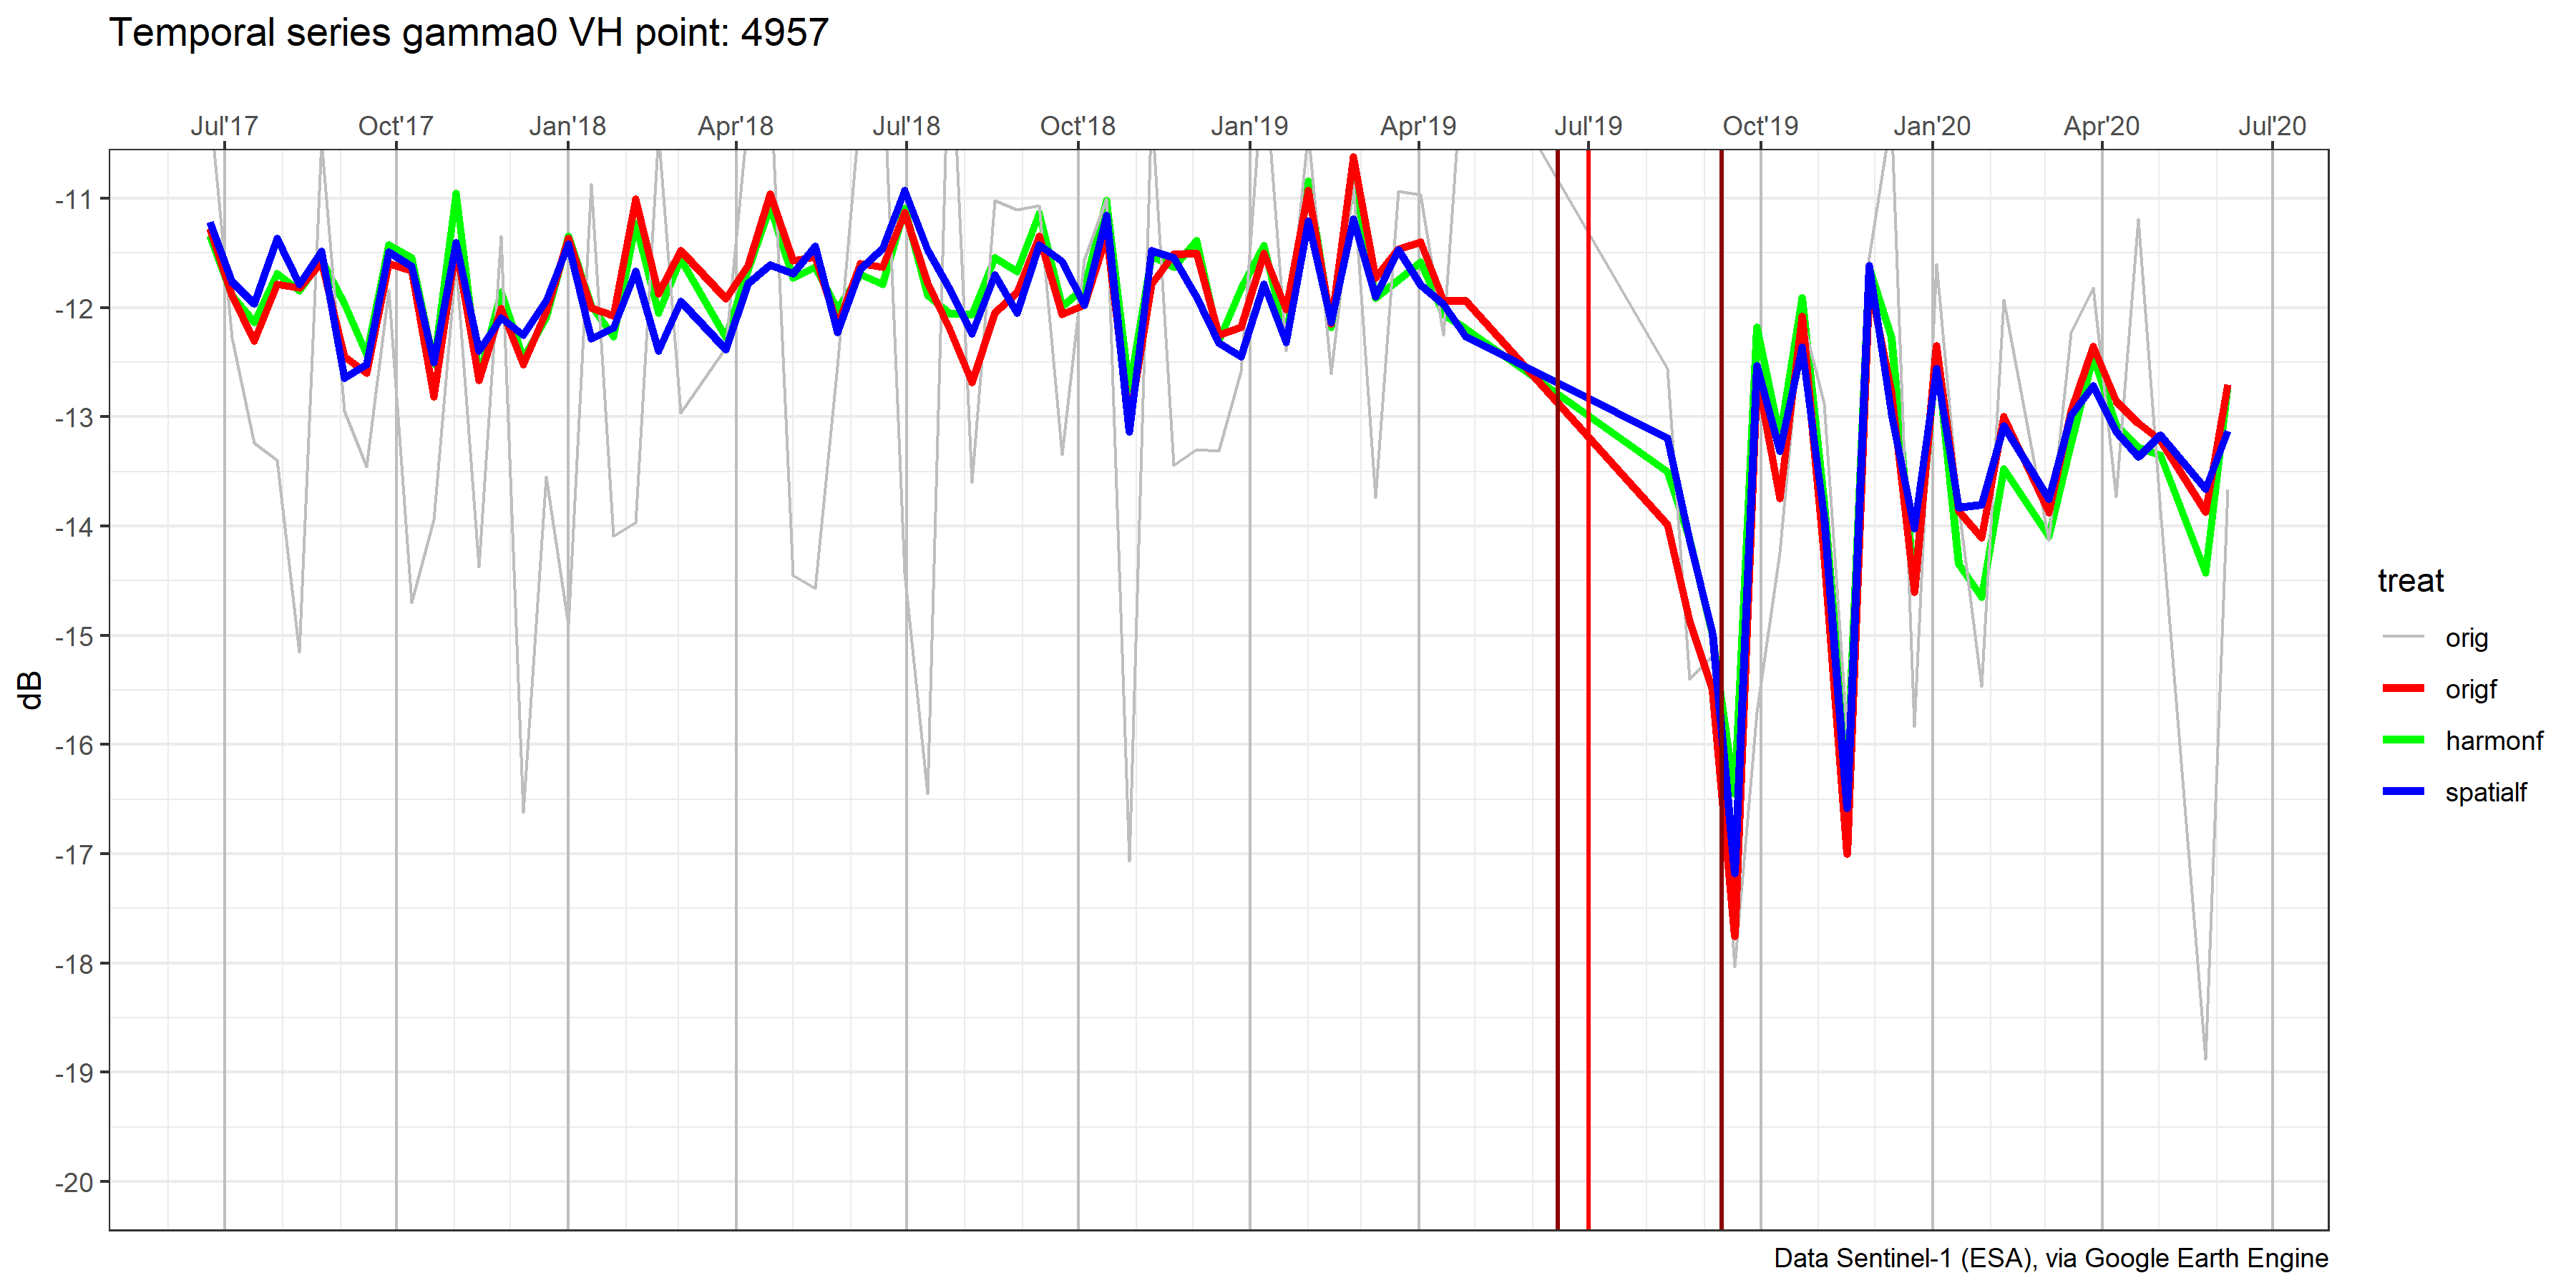 Temporal series gamma0 VH point: 4957
Jul'17 Oct'17 Jan'18 Apr'18 Jul'18 Oct'18 Jan'19 Apr'19 Jul'19 Oct'19 Jan'20 Apr'20 Jul'20
-11
-12
-13
-14
-15
-16
-17
-18
-19
-20
dB
treat
orig
origf
harmonf
spatialf
Data Sentinel-1 (ESA), via Google Earth Engine